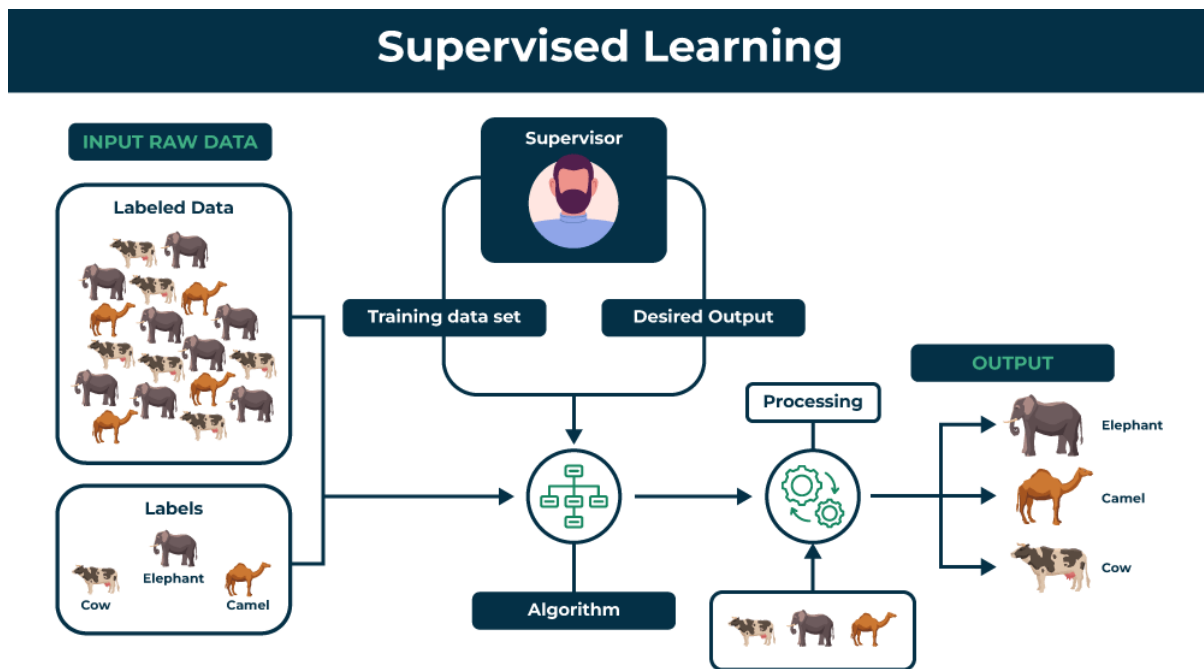 Supervised Learning
INPUT RAW DATA
Labeled Data
Labels
Cow
Elephant
Camel
Supervisor
Training data set
Desired Output
Algorithm
Processing
OUTPUT
Elephant
Camel
Cow